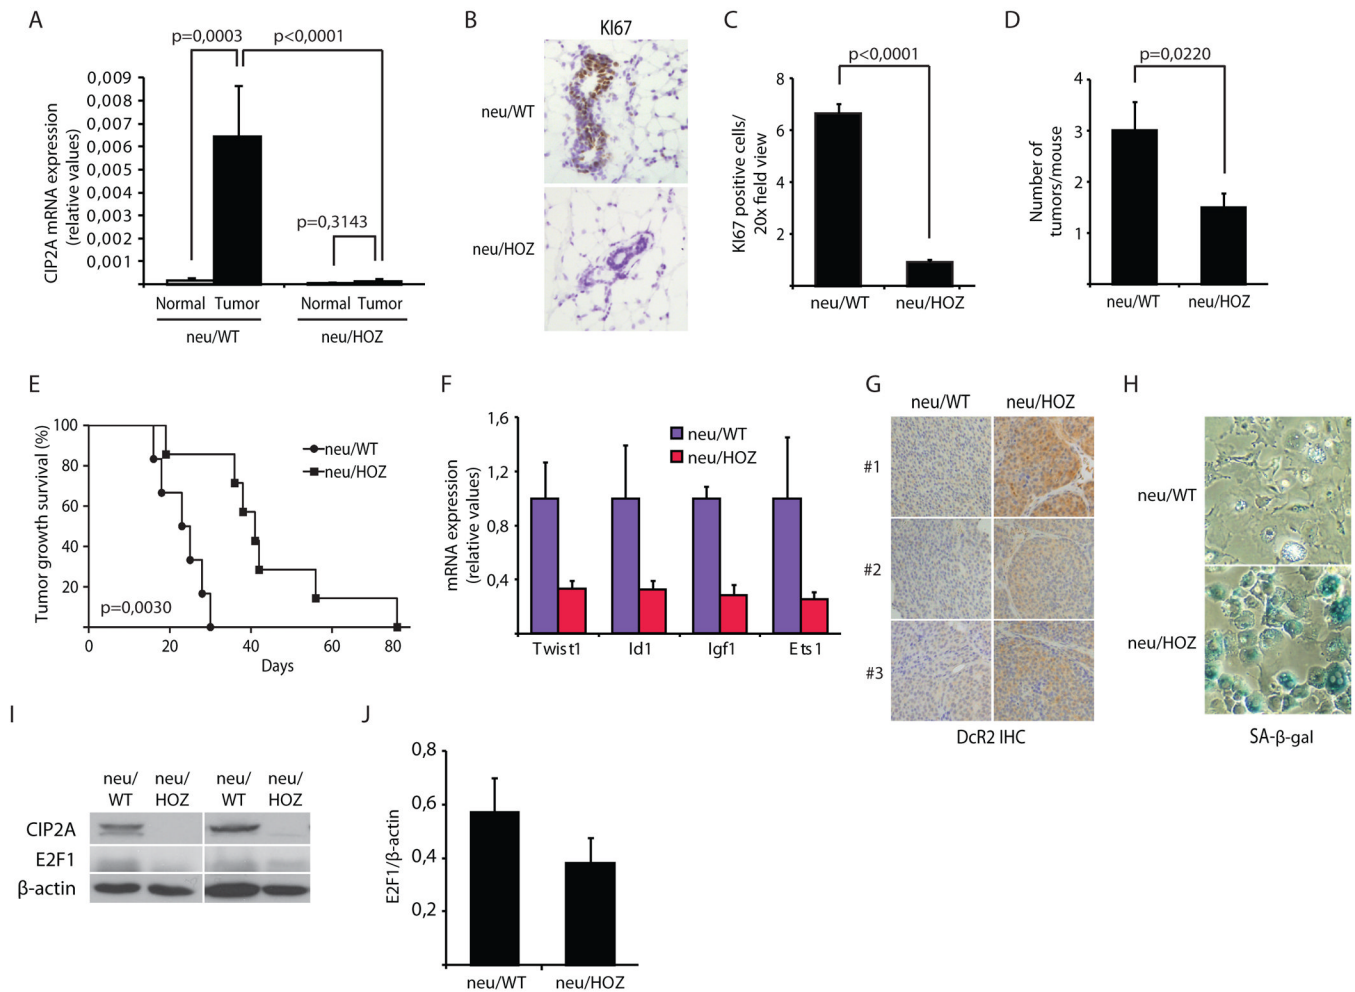 A
p=0,0003
p<0,0001
CIP2A mRNA expression
(relative values)
0,009
0,008
0,007
0,006
0,005
0,004
0,003
0,002
0,001
p=0,3143
Normal Tumor
Normal Tumor
neu/WT
neu/HOZ
B
KI67
neu/WT
neu/HOZ
C
p<0,0001
KI67 positive cells/
20x field view
8
6
4
2
neu/WT
neu/HOZ
D
p=0,0220
Number of
tumors/mouse
4
3
2
1
neu/WT
neu/HOZ
E
Tumor growth survival (%)
100
80
60
40
20
neu/WT
neu/HOZ
p=0,0030
0 20 40 60 80
Days
F
mRNA expression
(relative values)
1,6
1,2
0,8
0,4
neu/WT
neu/HOZ
Twist1 Id1 Igf1 Ets1
G
neu/WT neu/HOZ
#1
#2
#3
DcR2 IHC
H
neu/WT
neu/HOZ
SA-β-gal
I
neu/ neu/ neu/ neu/
WT HOZ WT HOZ
CIP2A
E2F1
β-actin
J
E2F1/β-actin
0,8
0,6
0,4
0,2
neu/WT
neu/HOZ